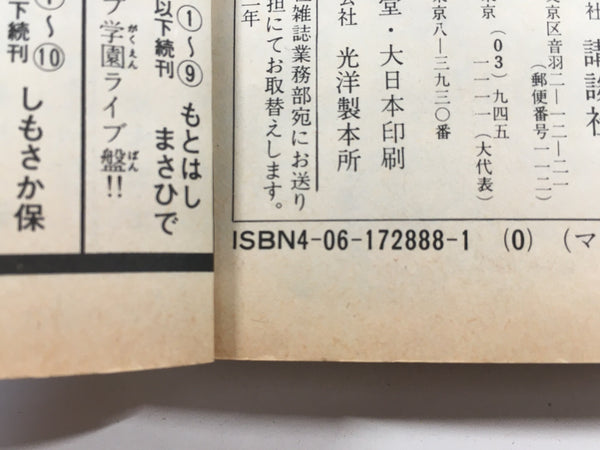 社 講談社
京区音羽二―一二―二一
(郵便番号一一二)
京 (03) 九四五
一一一一 (大代表)
京八―三九三〇番
堂・大日本印刷
会社 光洋製本所
雑誌業務部宛にお送り
担にてお取替えします。
一年
ISBN4-06-172888-1 (0) (マ
①〜⑨ もとはし
以下続刊 まさひで
学園ライブ盤!!
がくえん ばん
〜⑩ しもさか保
下続刊